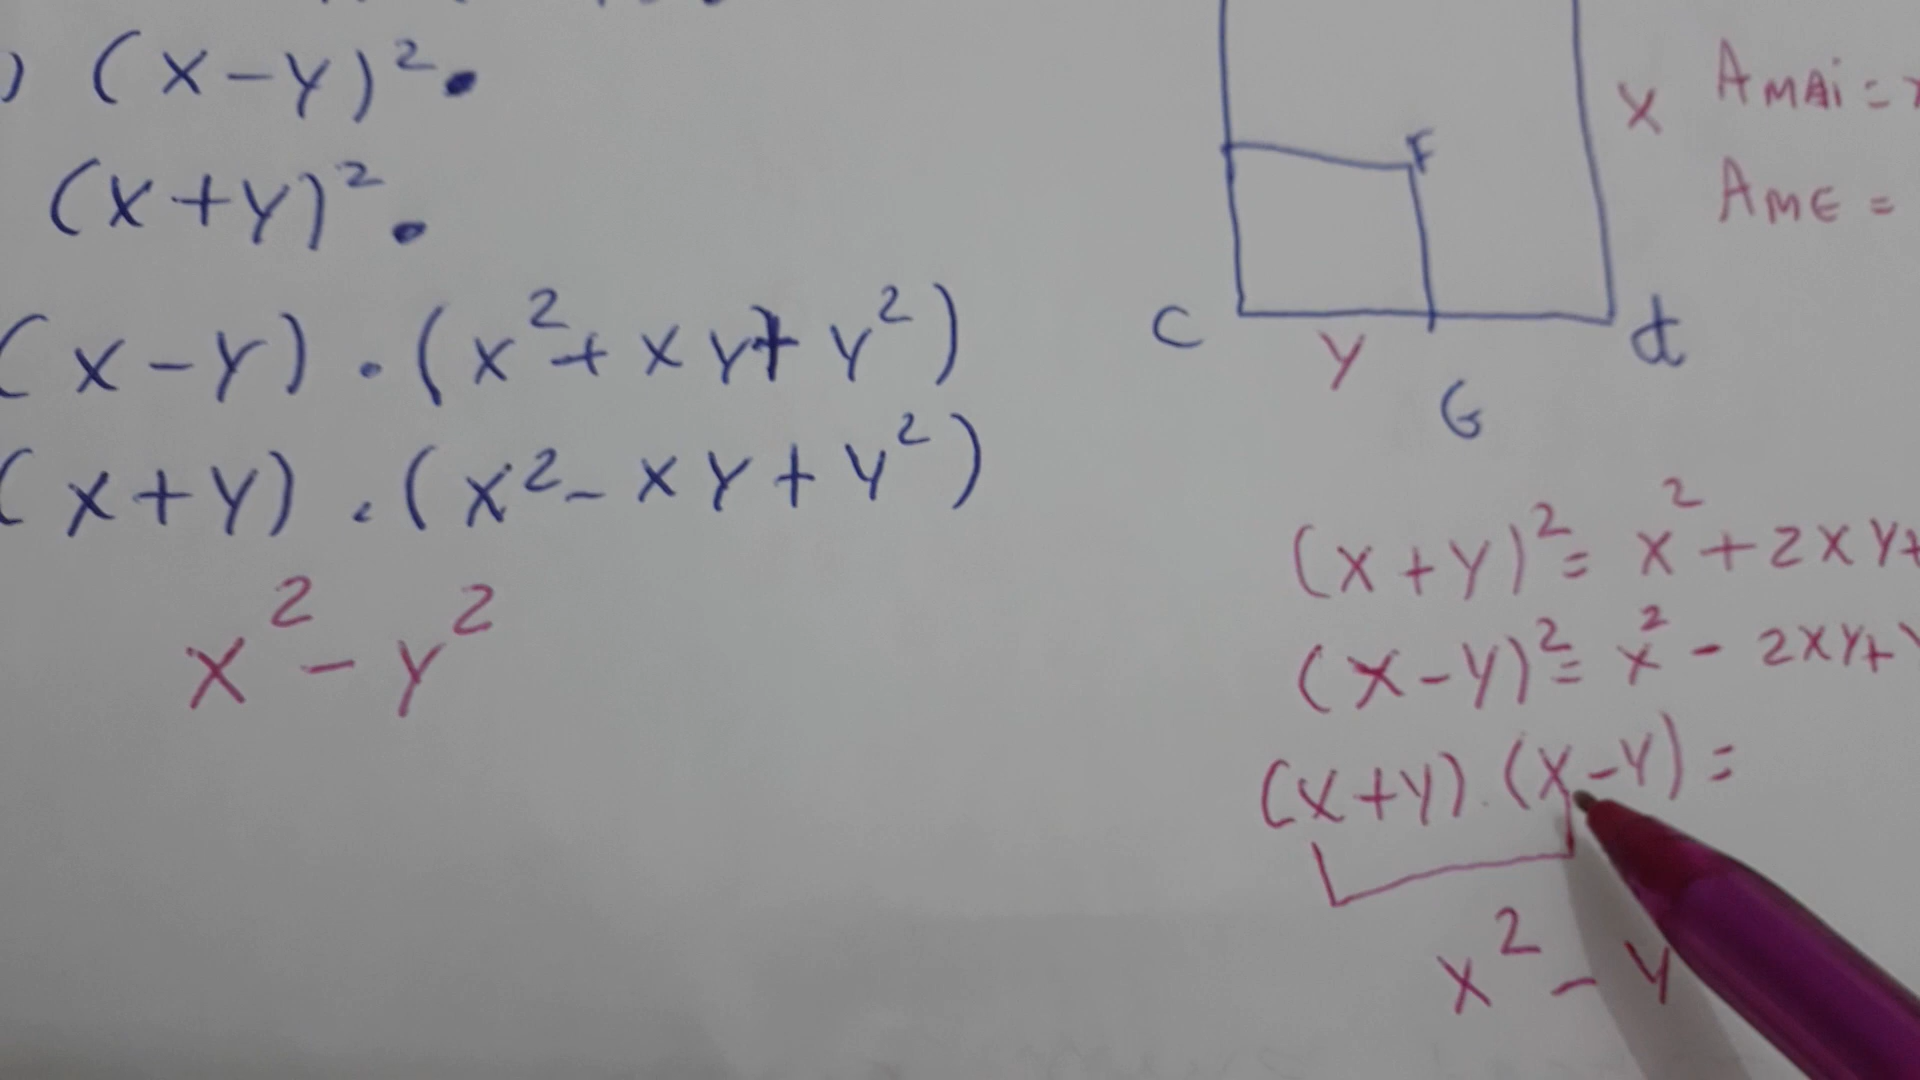 ) (x-y)²•
(x+y)².
(x-y).(x²+xy+y²)
(x+y).(x²-xy+y²)
x²-y²
F
x
C
y
G
d
AMAi =
AME =
(x+y)²= x²+2xy+
(x-y)²= x²-2xy+
(x+y).(x-y)=
x²-y